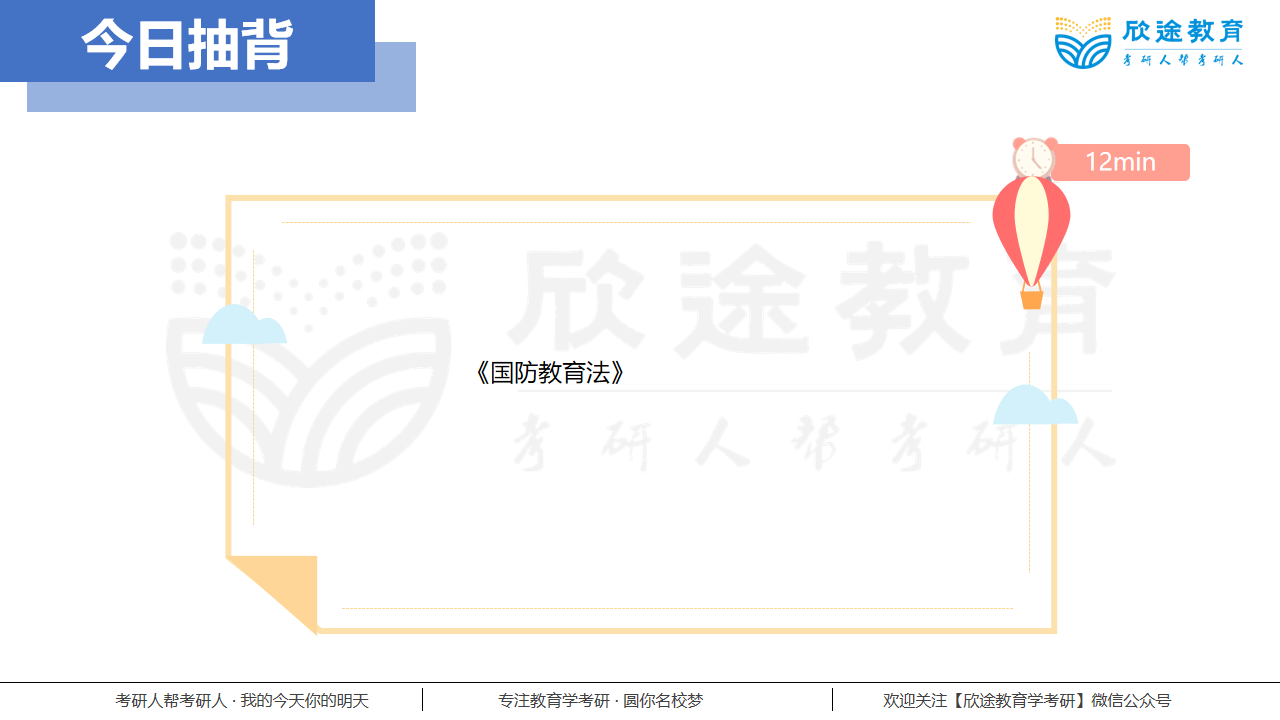 今日抽背
欣途教育
考研人帮考研人
12min
欣途教育
《国防教育法》
考研人帮考研人
考研人帮考研人 · 我的今天你的明天
专注教育学考研 · 圆你名校梦
欢迎关注【欣途教育学考研】微信公众号